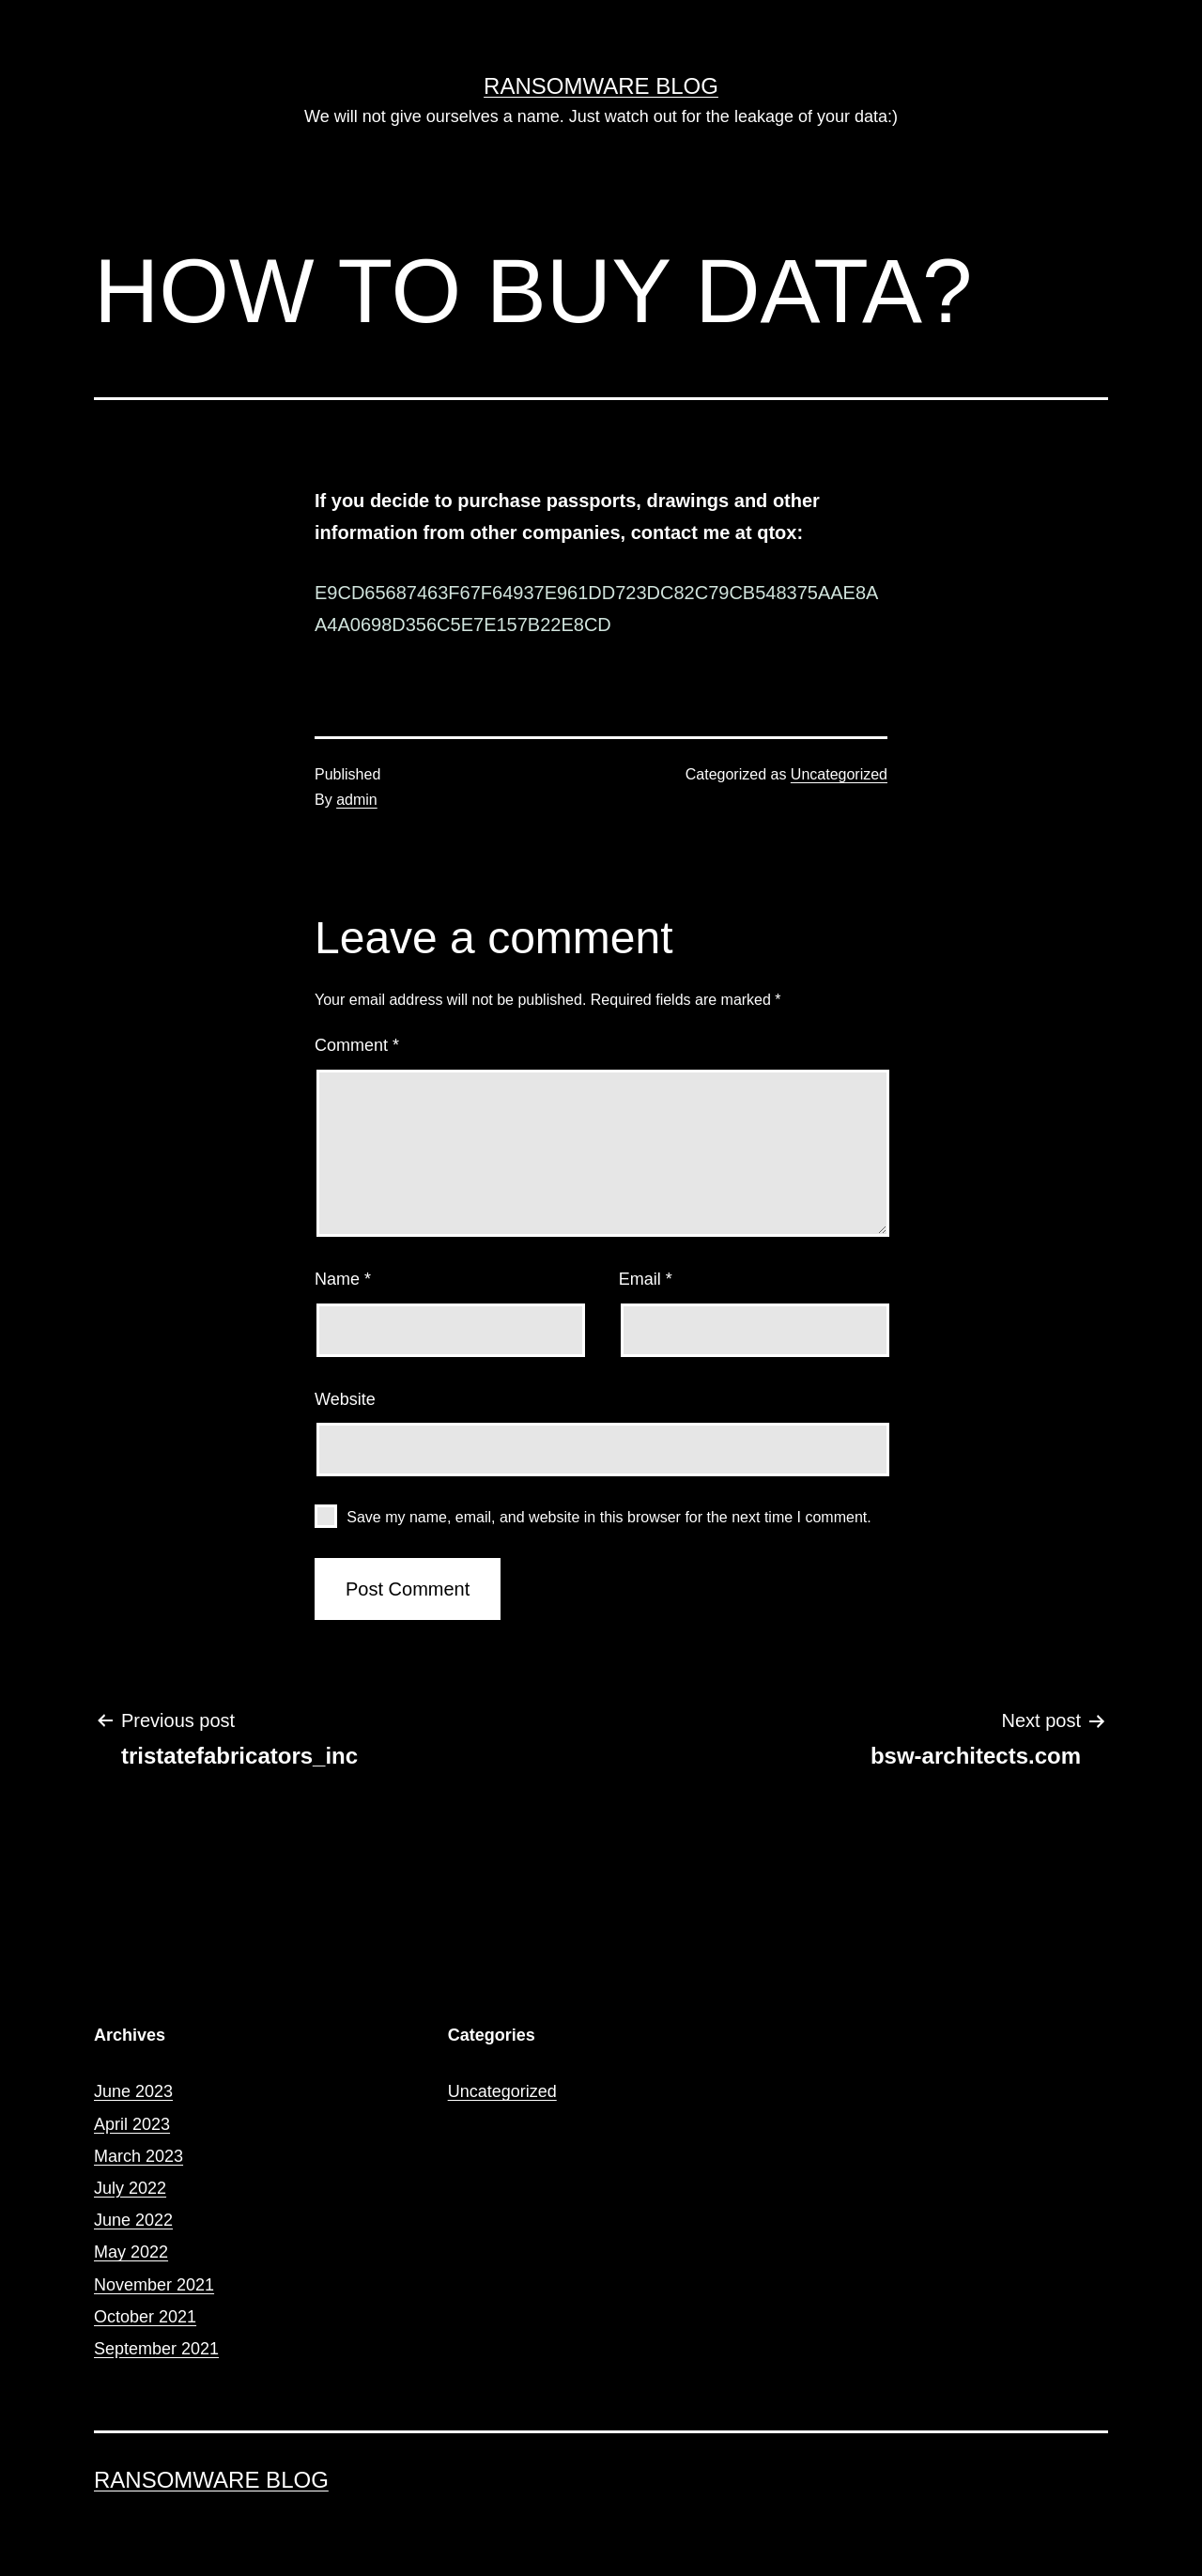 RANSOMWARE BLOG
We will not give ourselves a name. Just watch out for the leakage of your data:)
HOW TO BUY DATA?
If you decide to purchase passports, drawings and other
information from other companies, contact me at qtox:
E9CD65687463F67F64937E961DD723DC82C79CB548375AAE8A
A4A0698D356C5E7E157B22E8CD
Published
Categorized as Uncategorized
By admin
Leave a comment
Your email address will not be published. Required fields are marked *
Comment *
Name *
Email *
Website
Save my name, email, and website in this browser for the next time I comment.
Post Comment
← Previous post
tristatefabricators_inc
Next post →
bsw-architects.com
Archives
June 2023
April 2023
March 2023
July 2022
June 2022
May 2022
November 2021
October 2021
September 2021
Categories
Uncategorized
RANSOMWARE BLOG